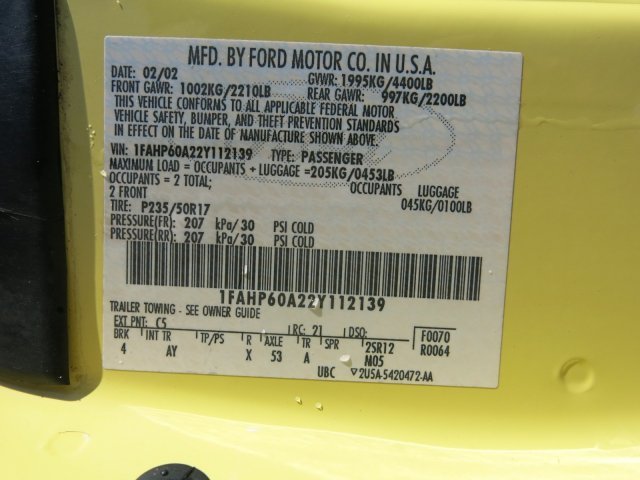 MFD. BY FORD MOTOR CO. IN U.S.A.
DATE: 02/02 GVWR: 1995KG/4400LB
FRONT GAWR: 1002KG/2210LB REAR GAWR: 997KG/2200LB
THIS VEHICLE CONFORMS TO ALL APPLICABLE FEDERAL MOTOR
VEHICLE SAFETY, BUMPER, AND THEFT PREVENTION STANDARDS
IN EFFECT ON THE DATE OF MANUFACTURE SHOWN ABOVE.
VIN: 1FAHP60A22Y112139 TYPE: PASSENGER
MAXIMUM LOAD = OCCUPANTS + LUGGAGE = 205KG/0453LB
OCCUPANTS = 2 TOTAL; OCCUPANTS LUGGAGE
2 FRONT 045KG/0100LB
TIRE: P235/50R17
PRESSURE(FR): 207 kPa/30 PSI COLD
PRESSURE(RR): 207 kPa/30 PSI COLD
1FAHP60A22Y112139
TRAILER TOWING - SEE OWNER GUIDE
EXT PNT: C5 RC: 21 DSO: F0070
BRK INT TR TP/PS R AXLE TR SPR 2SR12 R0064
4 AY X 53 A M05
UBC ▽2USA-5420472-AA